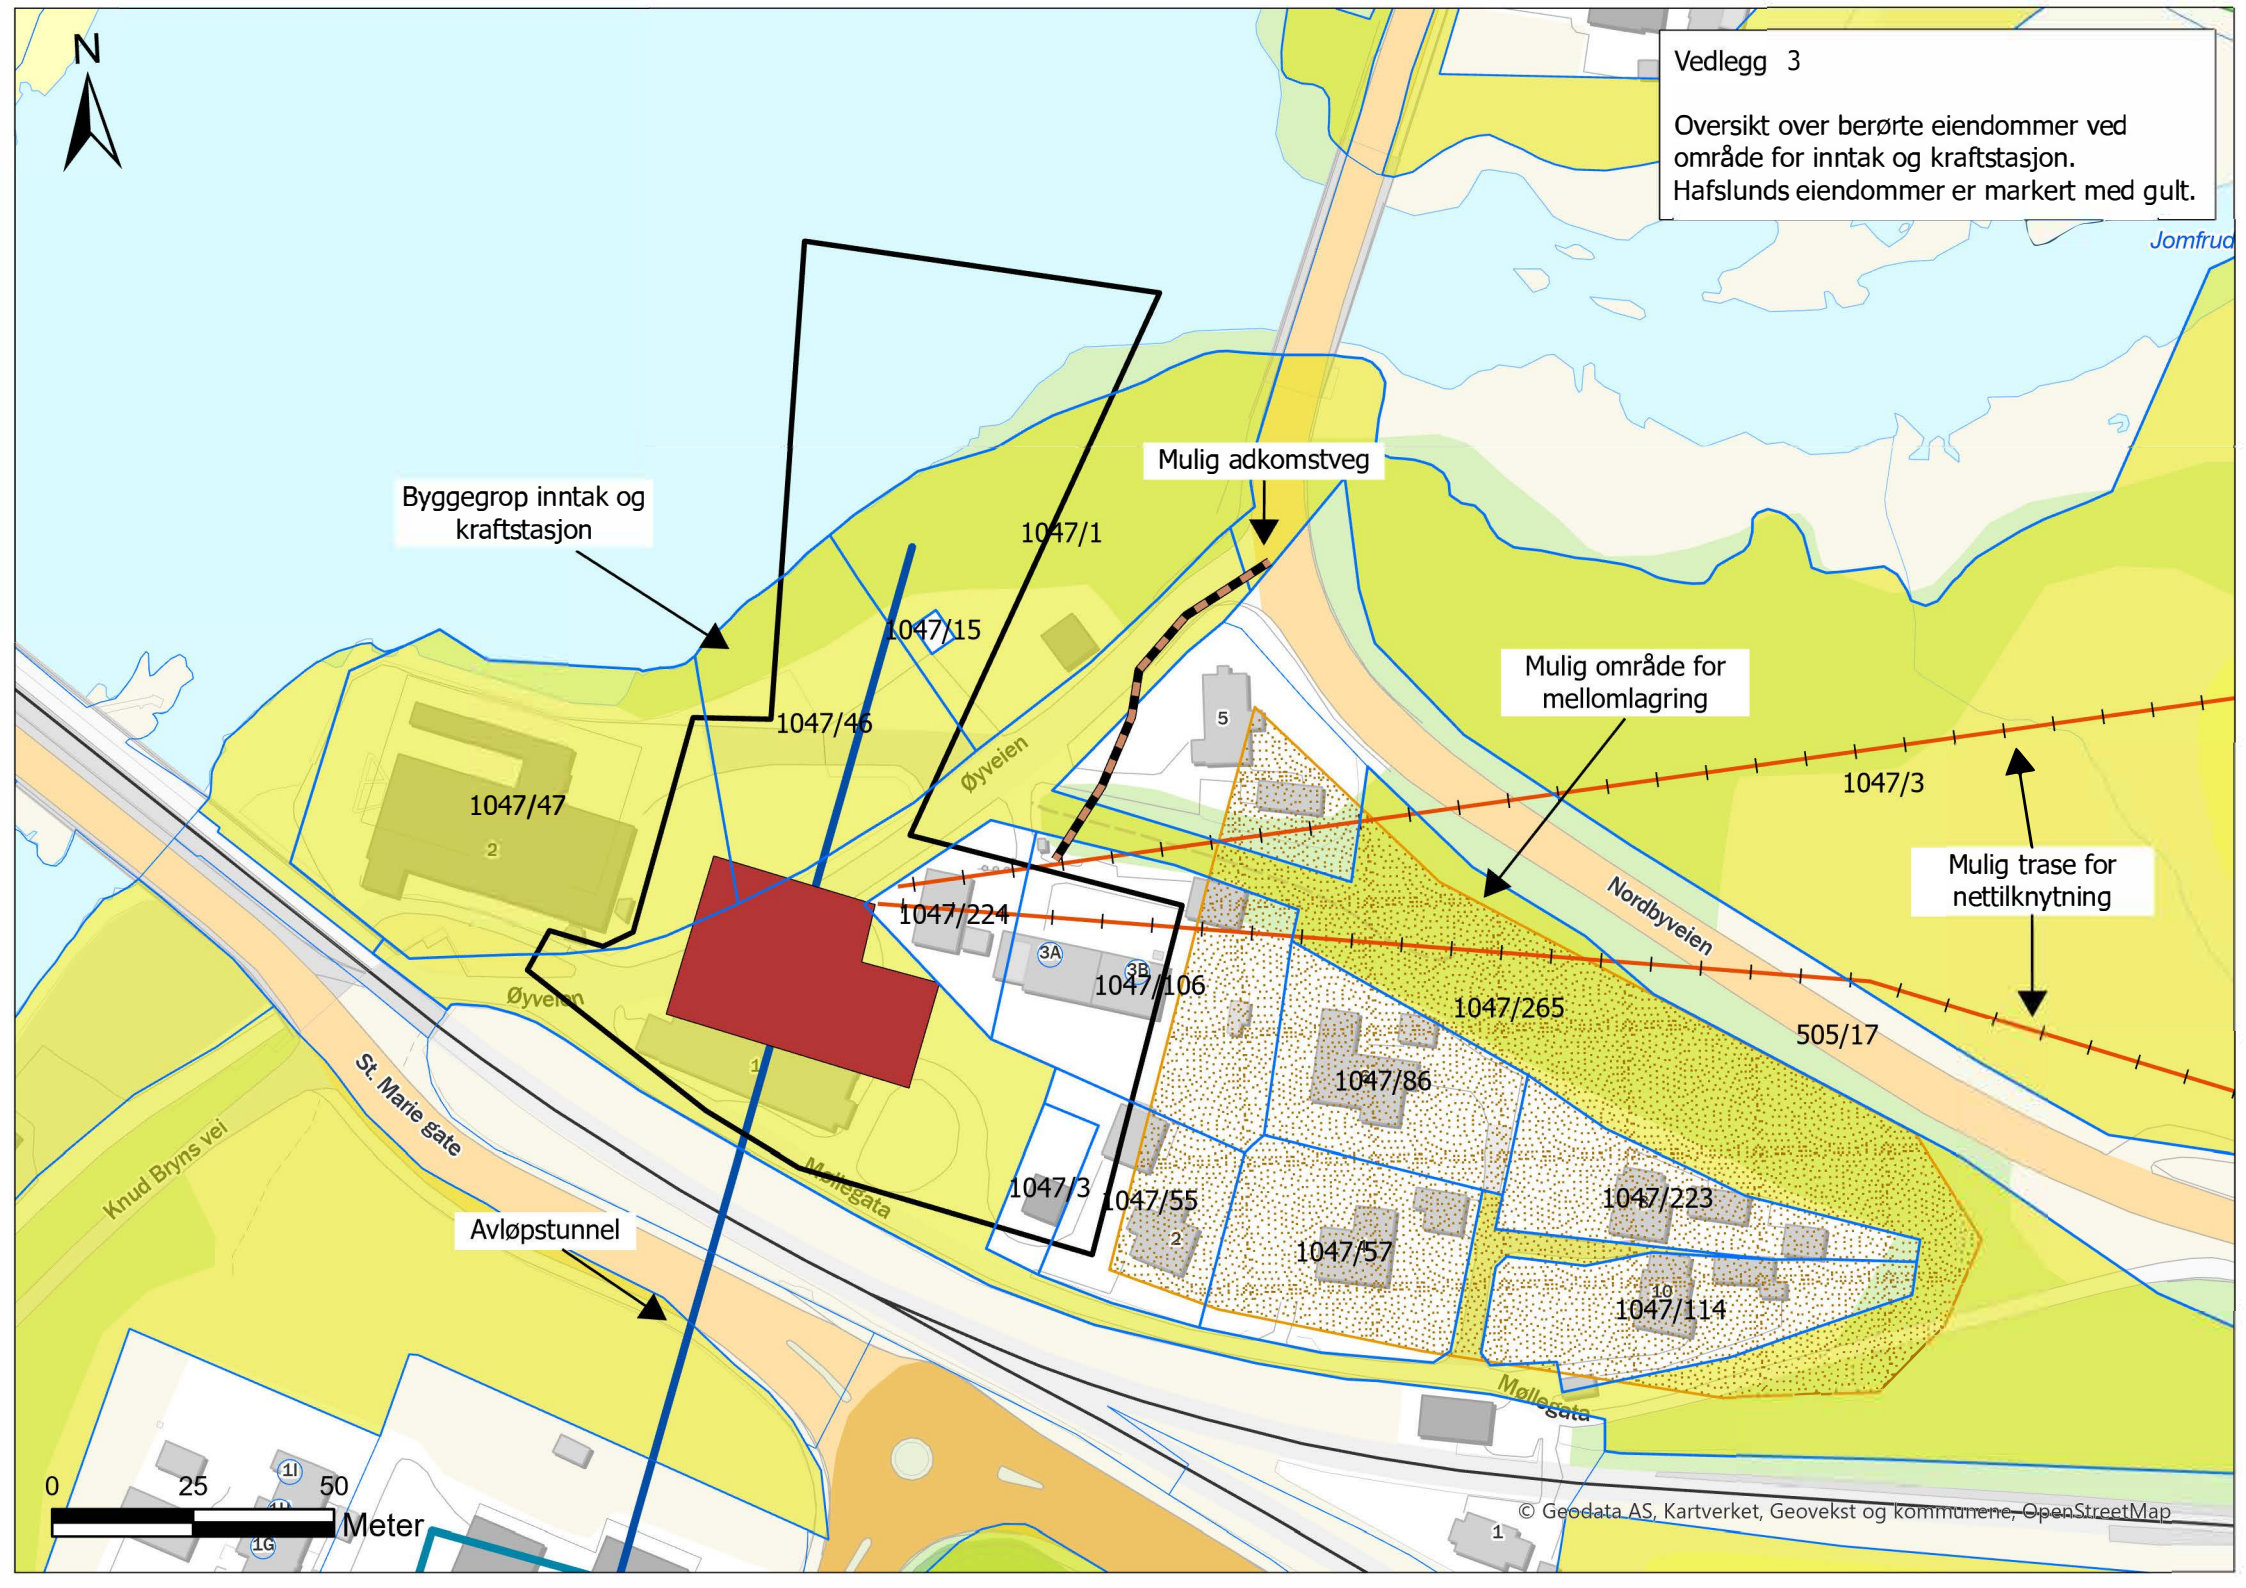 N
Vedlegg 3
Oversikt over berørte eiendommer ved
område for inntak og kraftstasjon.
Hafslunds eiendommer er markert med gult.
Jomfrud
Mulig adkomstveg
Byggegrop inntak og
kraftstasjon
1047/1
1047/15
Mulig område for
mellomlagring
5
1047/46
Øyveien
1047/3
1047/47
2
Mulig trase for
nettilknytning
Nordbyveien
1047/224
3A
3B
1047/106
Øyveien
1047/265
505/17
1
1047/86
St. Marie gate
Knud Bryns vei
Møllegata
1047/3
1047/55
2
1047/223
Avløpstunnel
1047/57
10
1047/114
Møllegata
1I
1H
1G
0 25 50
Meter
© Geodata AS, Kartverket, Geovekst og kommunene, OpenStreetMap
1